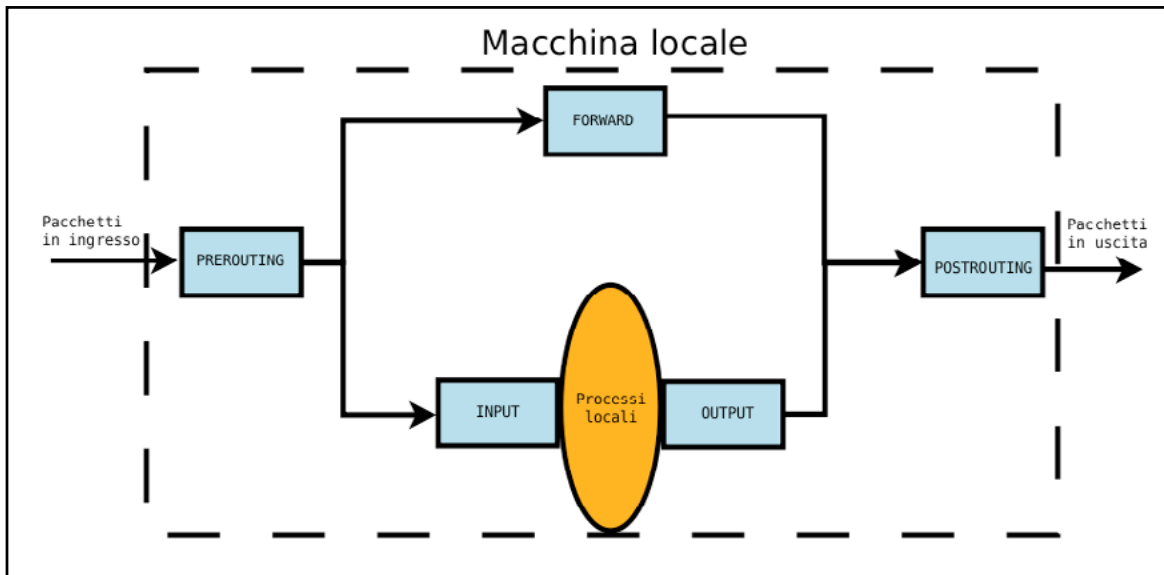 Macchina locale
FORWARD
Pacchetti
in ingresso
PREROUTING
Pacchetti
in uscita
POSTROUTING
INPUT
Processi
locali
OUTPUT